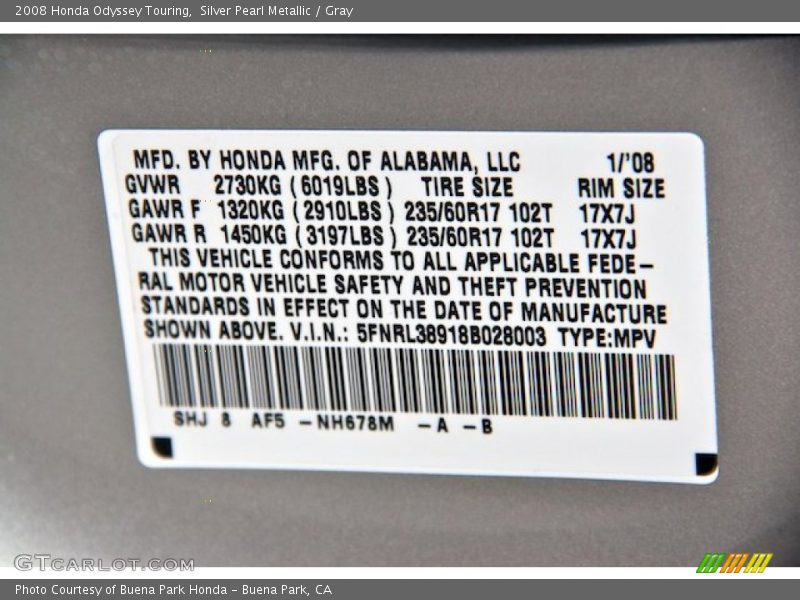 2008 Honda Odyssey Touring,  Silver Pearl Metallic / Gray
MFD. BY HONDA MFG. OF ALABAMA, LLC 1/'08
GVWR 2730KG (6019LBS) TIRE SIZE RIM SIZE
GAWR F 1320KG (2910LBS) 235/60R17 102T 17X7J
GAWR R 1450KG (3197LBS) 235/60R17 102T 17X7J
THIS VEHICLE CONFORMS TO ALL APPLICABLE FEDE-
RAL MOTOR VEHICLE SAFETY AND THEFT PREVENTION
STANDARDS IN EFFECT ON THE DATE OF MANUFACTURE
SHOWN ABOVE. V.I.N.: 5FNRL38918B028003 TYPE:MPV
SHJ 8 AF5 -NH678M -A -B
GTCARLOT.COM
Photo Courtesy of Buena Park Honda - Buena Park, CA